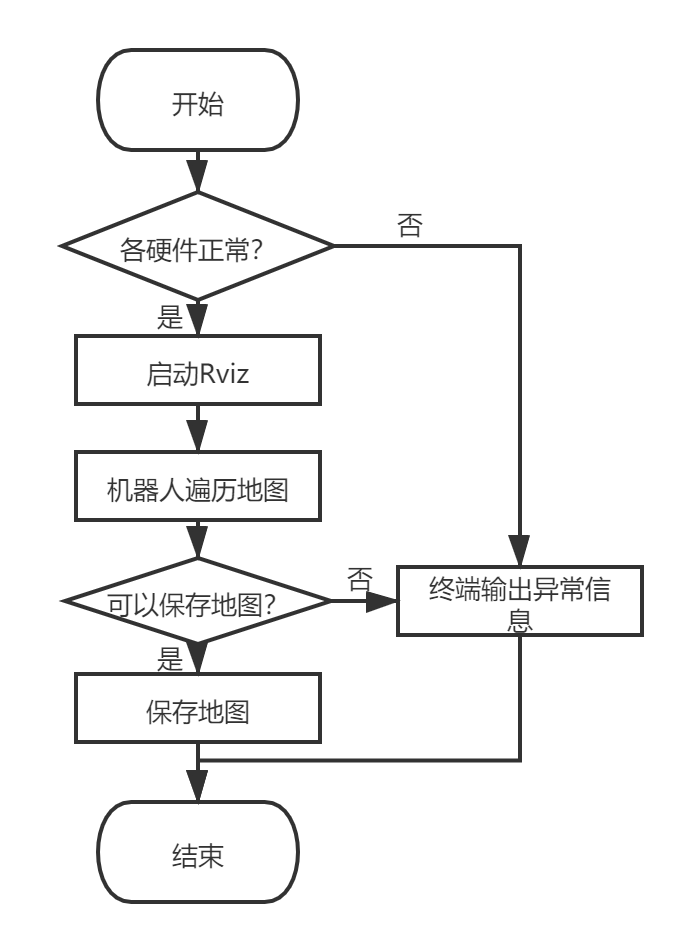 开始
否
各硬件正常?
是
启动Rviz
机器人遍历地图
否
可以保存地图?
终端输出异常信
息
是
保存地图
结束